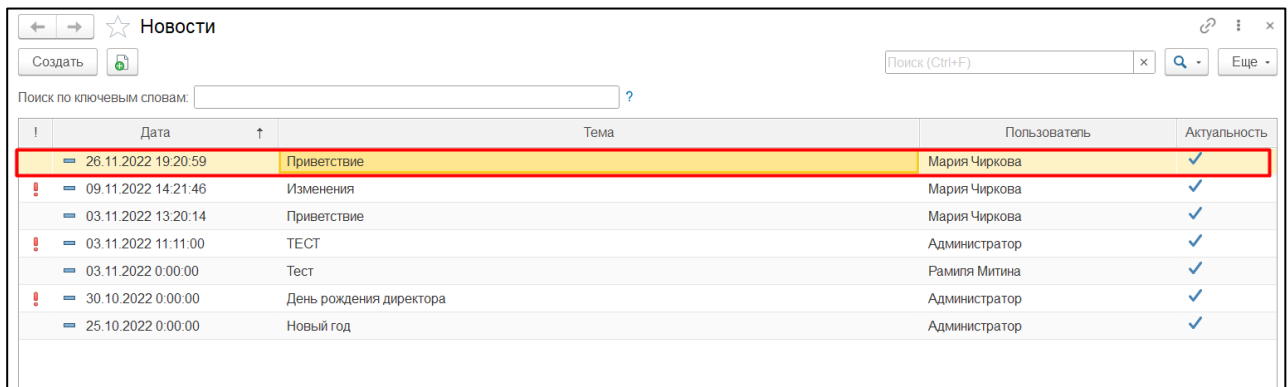 Новости
Создать
Поиск (Ctrl+F)
×
Еще
Поиск по ключевым словам:
?
! Дата ↑ Тема Пользователь Актуальность
26.11.2022 19:20:59 Приветствие Мария Чиркова
09.11.2022 14:21:46 Изменения Мария Чиркова
03.11.2022 13:20:14 Приветствие Мария Чиркова
03.11.2022 11:11:00 ТЕСТ Администратор
03.11.2022 0:00:00 Тест Рамиля Митина
30.10.2022 0:00:00 День рождения директора Администратор
25.10.2022 0:00:00 Новый год Администратор